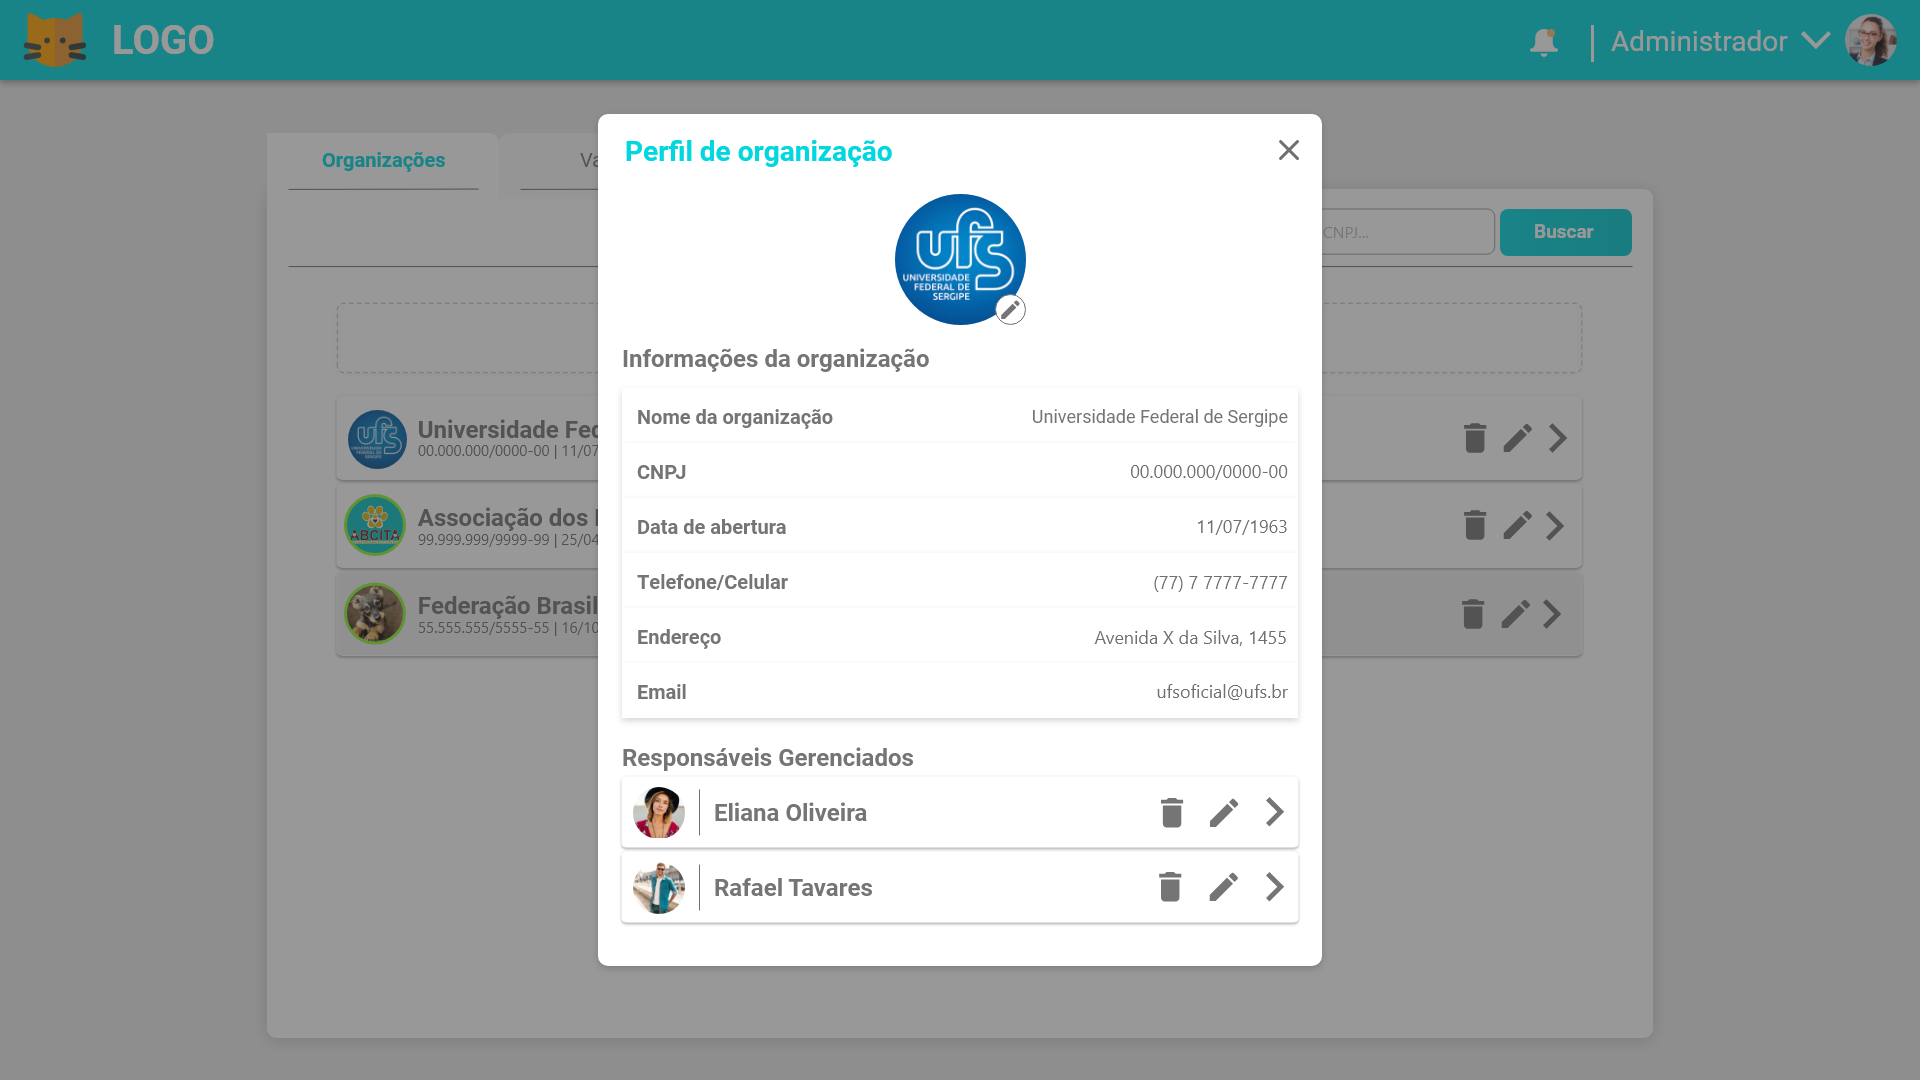 LOGO
Administrador
Perfil de organização
Organizações
CNPJ...
Buscar
ufs
UNIVERSIDADE
FEDERAL DE
SERGIPE
Informações da organização
Nome da organização Universidade Federal de Sergipe
CNPJ 00.000.000/0000-00
Data de abertura 11/07/1963
Telefone/Celular (77) 7 7777-7777
Endereço Avenida X da Silva, 1455
Email ufsoficial@ufs.br
Responsáveis Gerenciados
Eliana Oliveira
Rafael Tavares
Universidade
00.000.000/0000-00 | 11/07
Associação dos
ABCITA
99.999.999/9999-99 | 25/04
Federação Brasil
55.555.555/5555-55 | 16/10